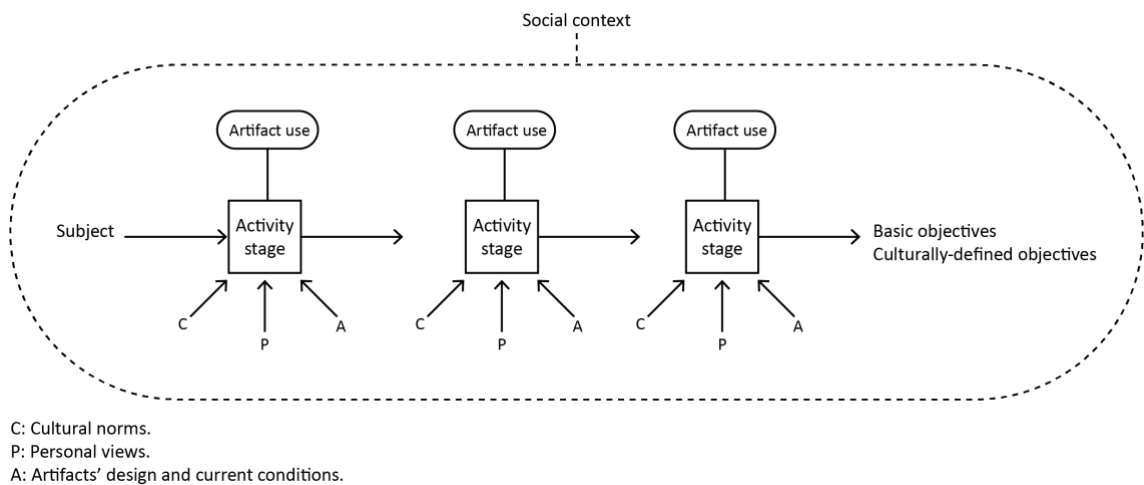 Social context
Artifact use
Artifact use
Artifact use
Subject
Activity
stage
Activity
stage
Activity
stage
Basic objectives
Culturally-defined objectives
C
P
A
C
P
A
C
P
A
C: Cultural norms.
P: Personal views.
A: Artifacts’ design and current conditions.